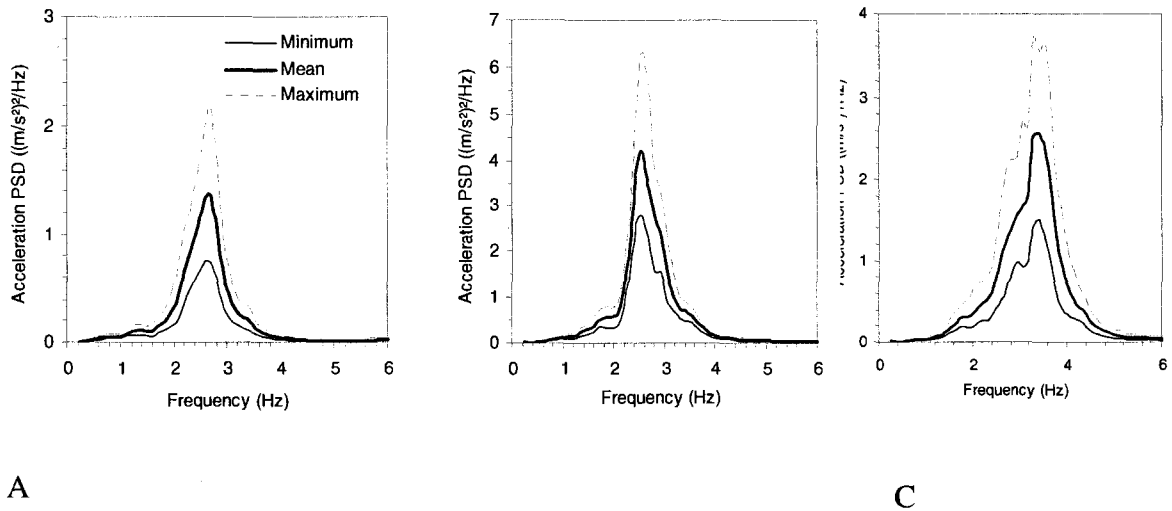 3
2
1
0
0 1 2 3 4 5 6
Frequency (Hz)
Acceleration PSD ((m/s²)²/Hz)
Minimum
Mean
Maximum
7
6
5
4
3
2
1
0
0 1 2 3 4 5 6
Frequency (Hz)
Acceleration PSD ((m/s²)²/Hz)
4
3
2
1
0
0 2 4 6
Frequency (Hz)
PSD
A
C